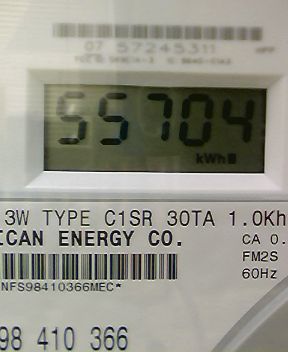 07 57245311
55704
kWh
3W TYPE C1SR 30TA 1.0Kh
ICAN ENERGY CO.
CA 0.
FM2S
NFS98410366MEC*
60Hz
98 410 366